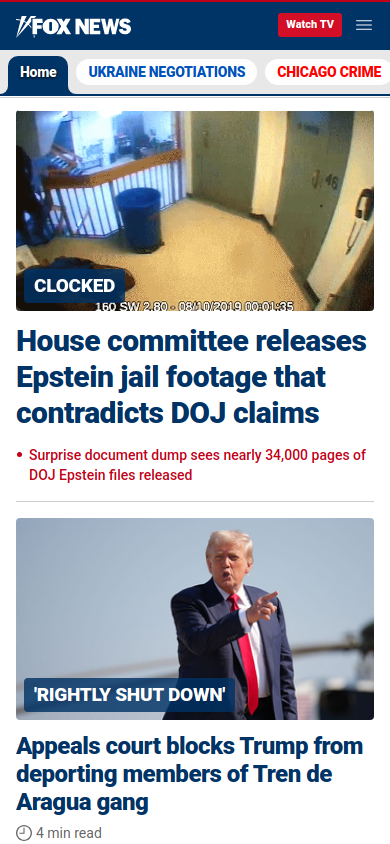 FOX NEWS
Watch TV
Home
UKRAINE NEGOTIATIONS
CHICAGO CRIME
46
CLOCKED
160 SW 2.80 - 08/10/2019 00:01:35
House committee releases
Epstein jail footage that
contradicts DOJ claims
• Surprise document dump sees nearly 34,000 pages of
DOJ Epstein files released
'RIGHTLY SHUT DOWN'
Appeals court blocks Trump from
deporting members of Tren de
Aragua gang
4 min read